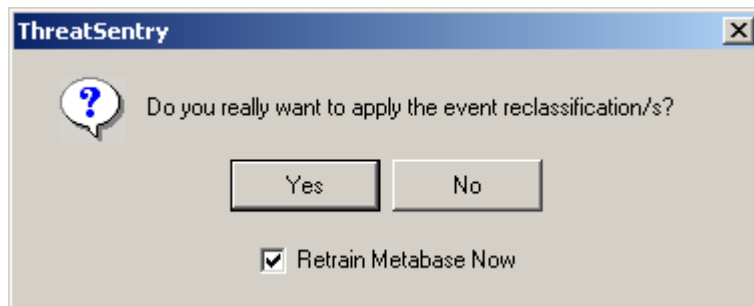 ThreatSentry
Do you really want to apply the event reclassification/s?
Yes No
Retrain Metabase Now